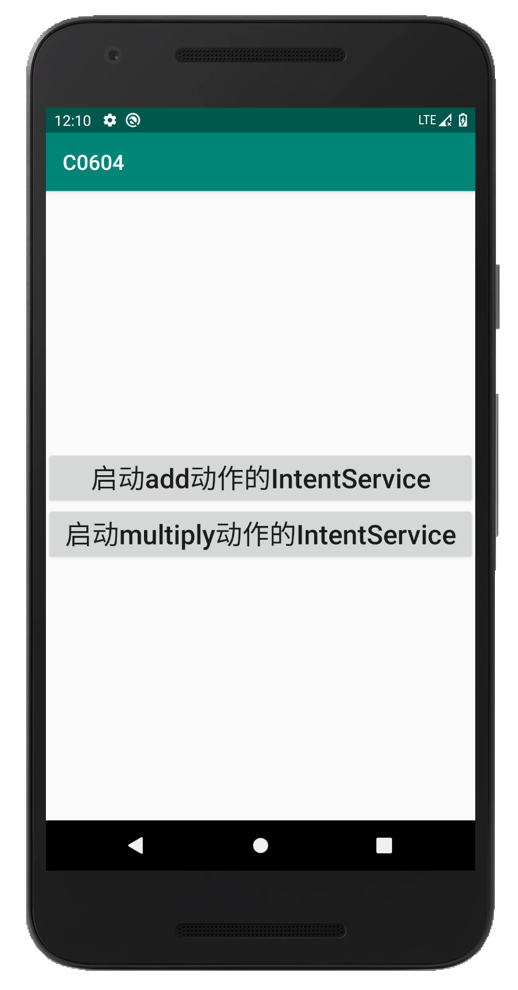 12:10
LTE
C0604
启动add动作的IntentService
启动multiply动作的IntentService